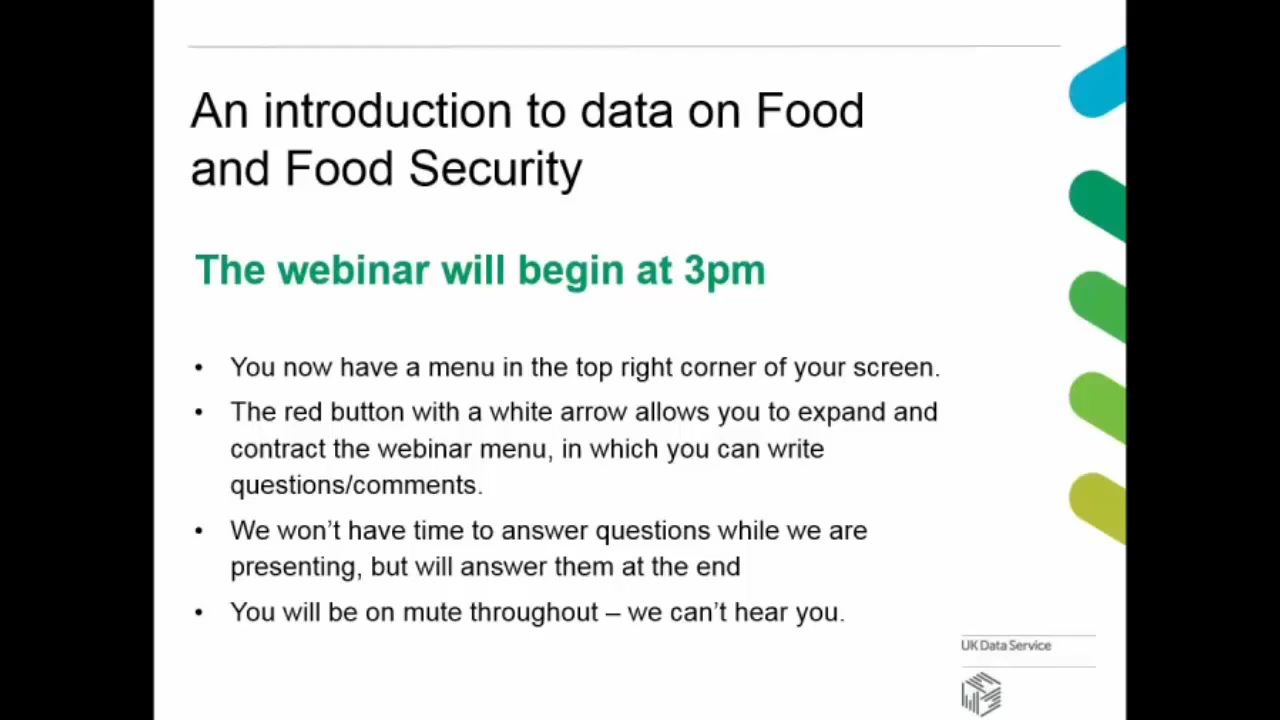 An introduction to data on Food
and Food Security
The webinar will begin at 3pm
• You now have a menu in the top right corner of your screen.
• The red button with a white arrow allows you to expand and
contract the webinar menu, in which you can write
questions/comments.
• We won’t have time to answer questions while we are
presenting, but will answer them at the end
• You will be on mute throughout – we can’t hear you.
UK Data Service